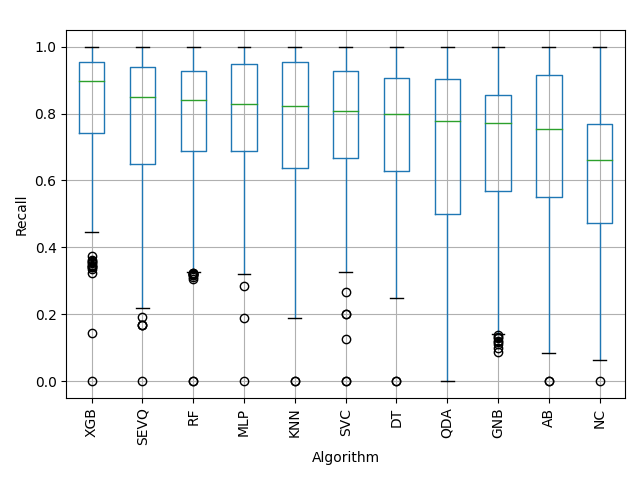 1.0
0.8
0.6
0.4
0.2
0.0
Recall
XGB
SEVQ
RF
MLP
KNN
SVC
DT
QDA
GNB
AB
NC
Algorithm